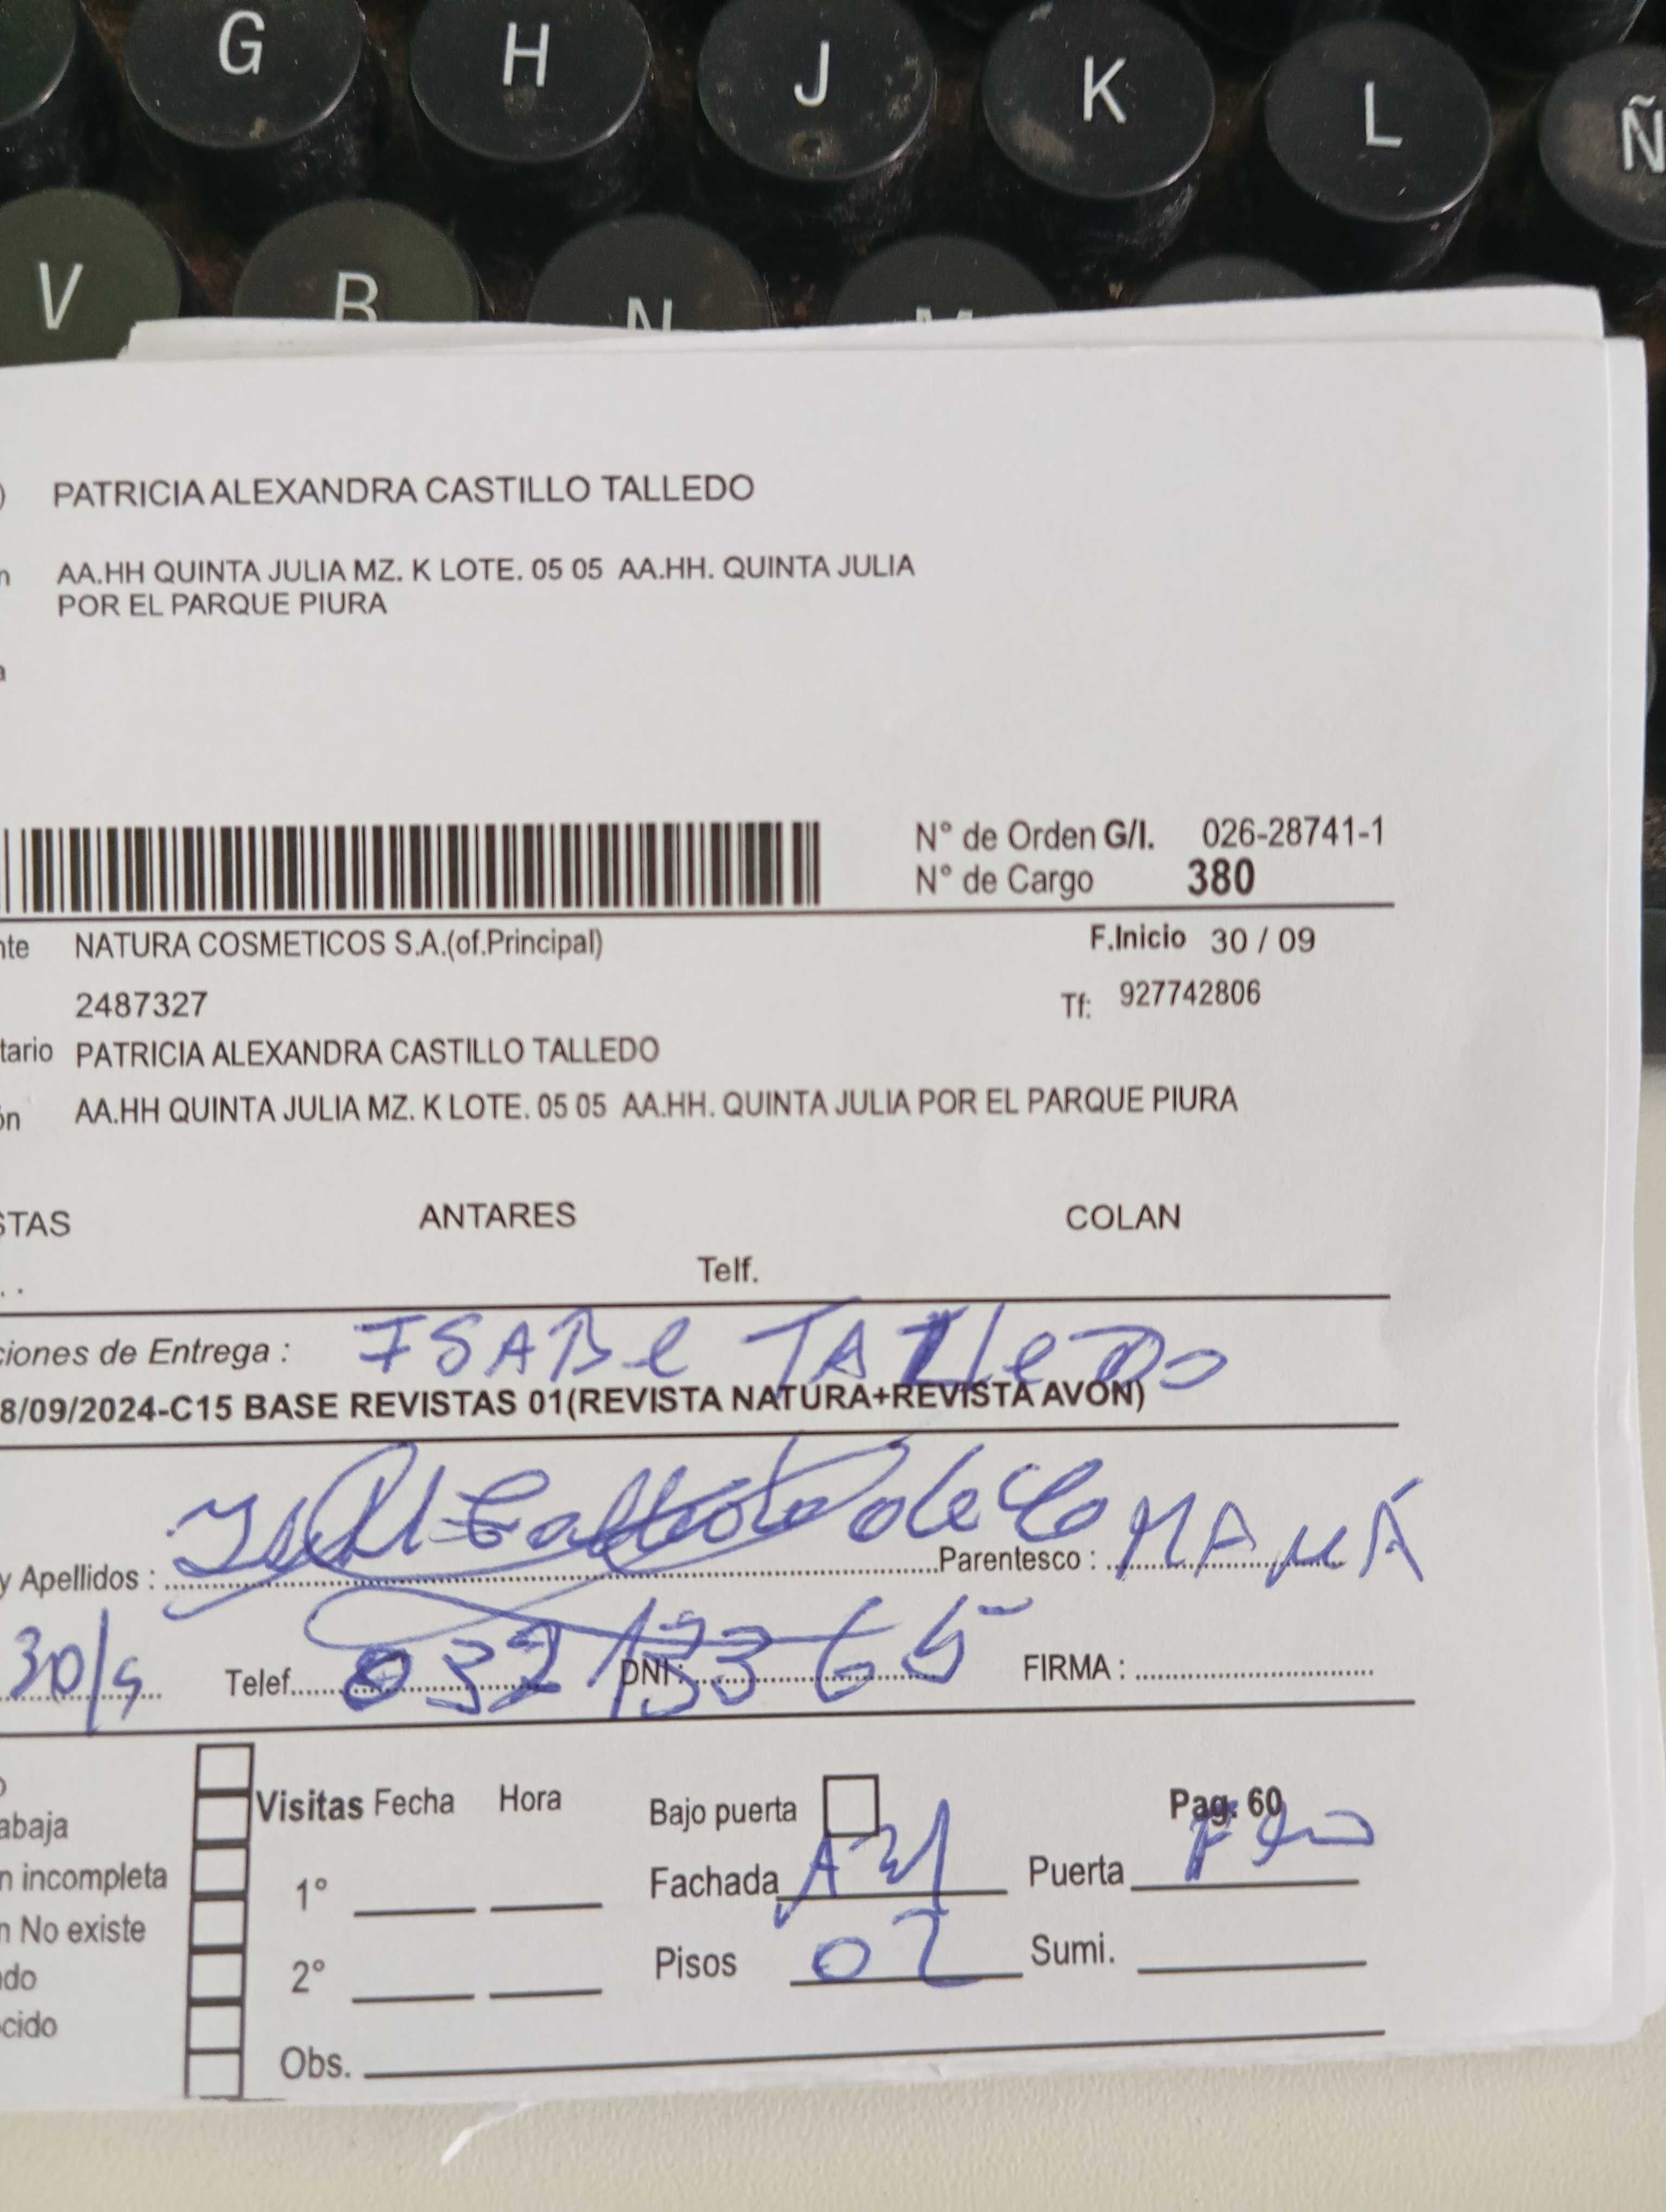 G H J K L Ñ
V B N M
) PATRICIA ALEXANDRA CASTILLO TALLEDO
n AA.HH QUINTA JULIA MZ. K LOTE. 05 05 AA.HH. QUINTA JULIA
POR EL PARQUE PIURA
a
N° de Orden G/I. 026-28741-1
N° de Cargo 380
nte NATURA COSMETICOS S.A.(of.Principal) F.Inicio 30 / 09
2487327 Tf: 927742806
tario PATRICIA ALEXANDRA CASTILLO TALLEDO
ón AA.HH QUINTA JULIA MZ. K LOTE. 05 05 AA.HH. QUINTA JULIA POR EL PARQUE PIURA
STAS ANTARES COLAN
. . Telf.
ciones de Entrega : ISABel TALLeDo
8/09/2024-C15 BASE REVISTAS 01(REVISTA NATURA+REVISTA AVON)
y Apellidos : de Parentesco : MAMÁ
30/9 Telef. DNI: 03213365 FIRMA :
o
abaja Visitas Fecha Hora Bajo puerta Pag. 60
n incompleta 1° Fachada Puerta
n No existe
do 2° Pisos 02 Sumi.
cido
Obs.